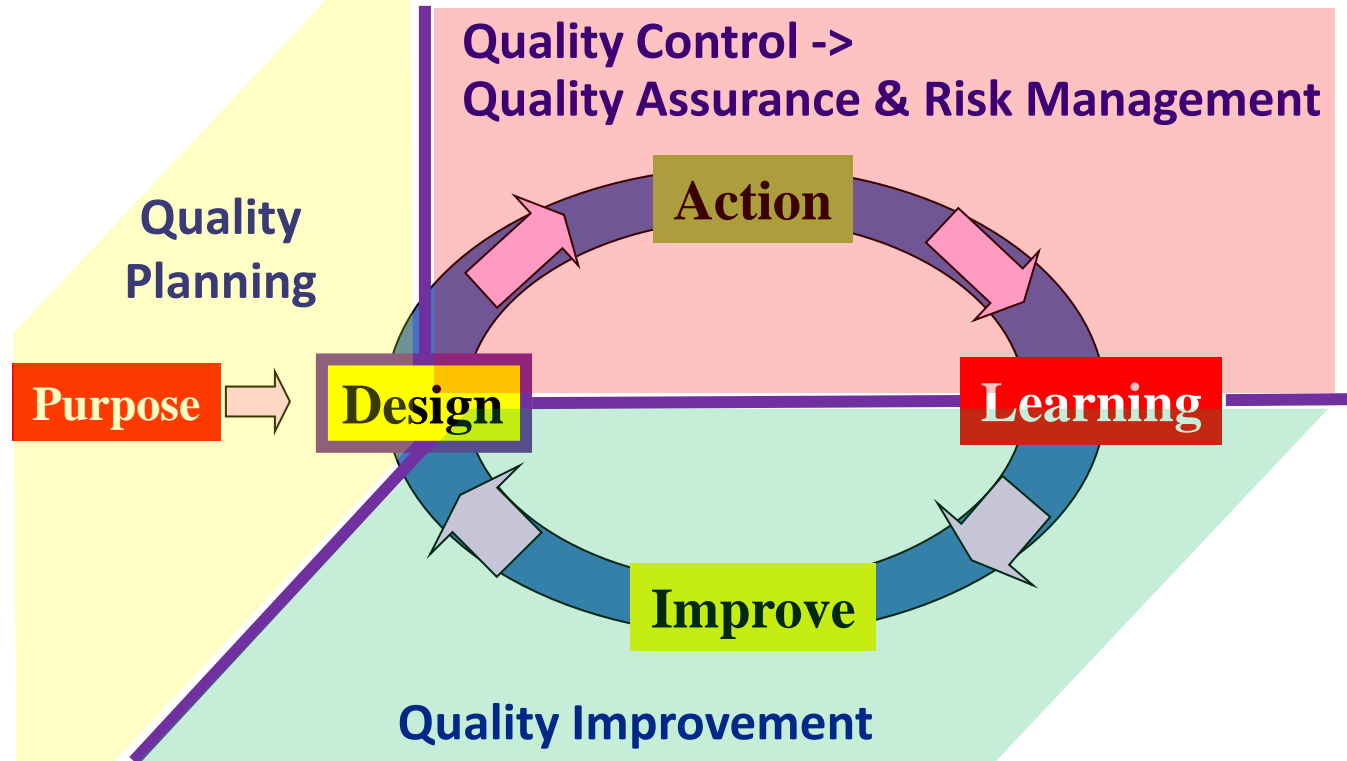 Quality Control ->
Quality Assurance & Risk Management
Action
Quality
Planning
Purpose
Design
Learning
Improve
Quality Improvement